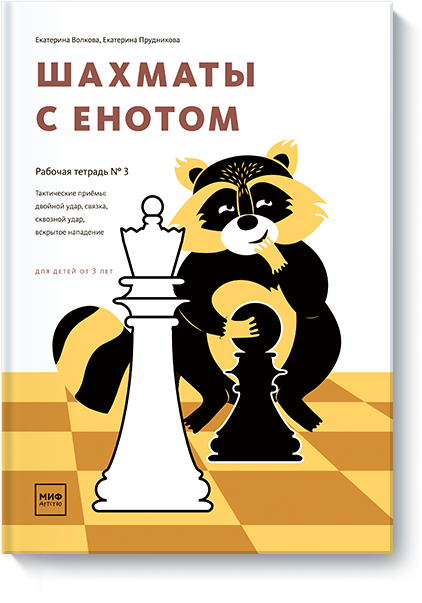 Екатерина Волкова, Екатерина Прудникова
ШАХМАТЫ
С ЕНОТОМ
Рабочая тетрадь № 3
Тактические приёмы:
двойной удар, связка,
сквозной удар,
вскрытое нападение
ДЛЯ ДЕТЕЙ ОТ 3 ЛЕТ
МИФ
ДЕТСТВО